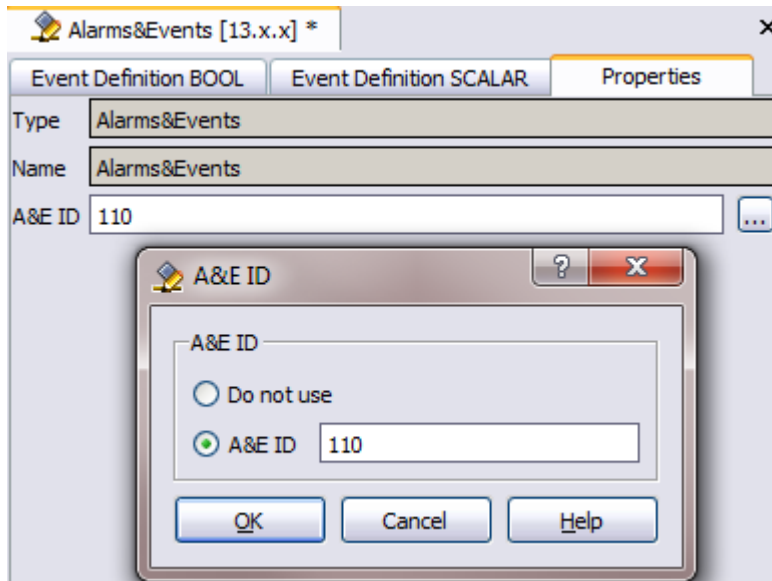 Alarms&Events [13.x.x] *
Event Definition BOOL Event Definition SCALAR Properties
Type Alarms&Events
Name Alarms&Events
A&E ID 110 ...
A&E ID
A&E ID
Do not use
A&E ID 110
OK Cancel Help